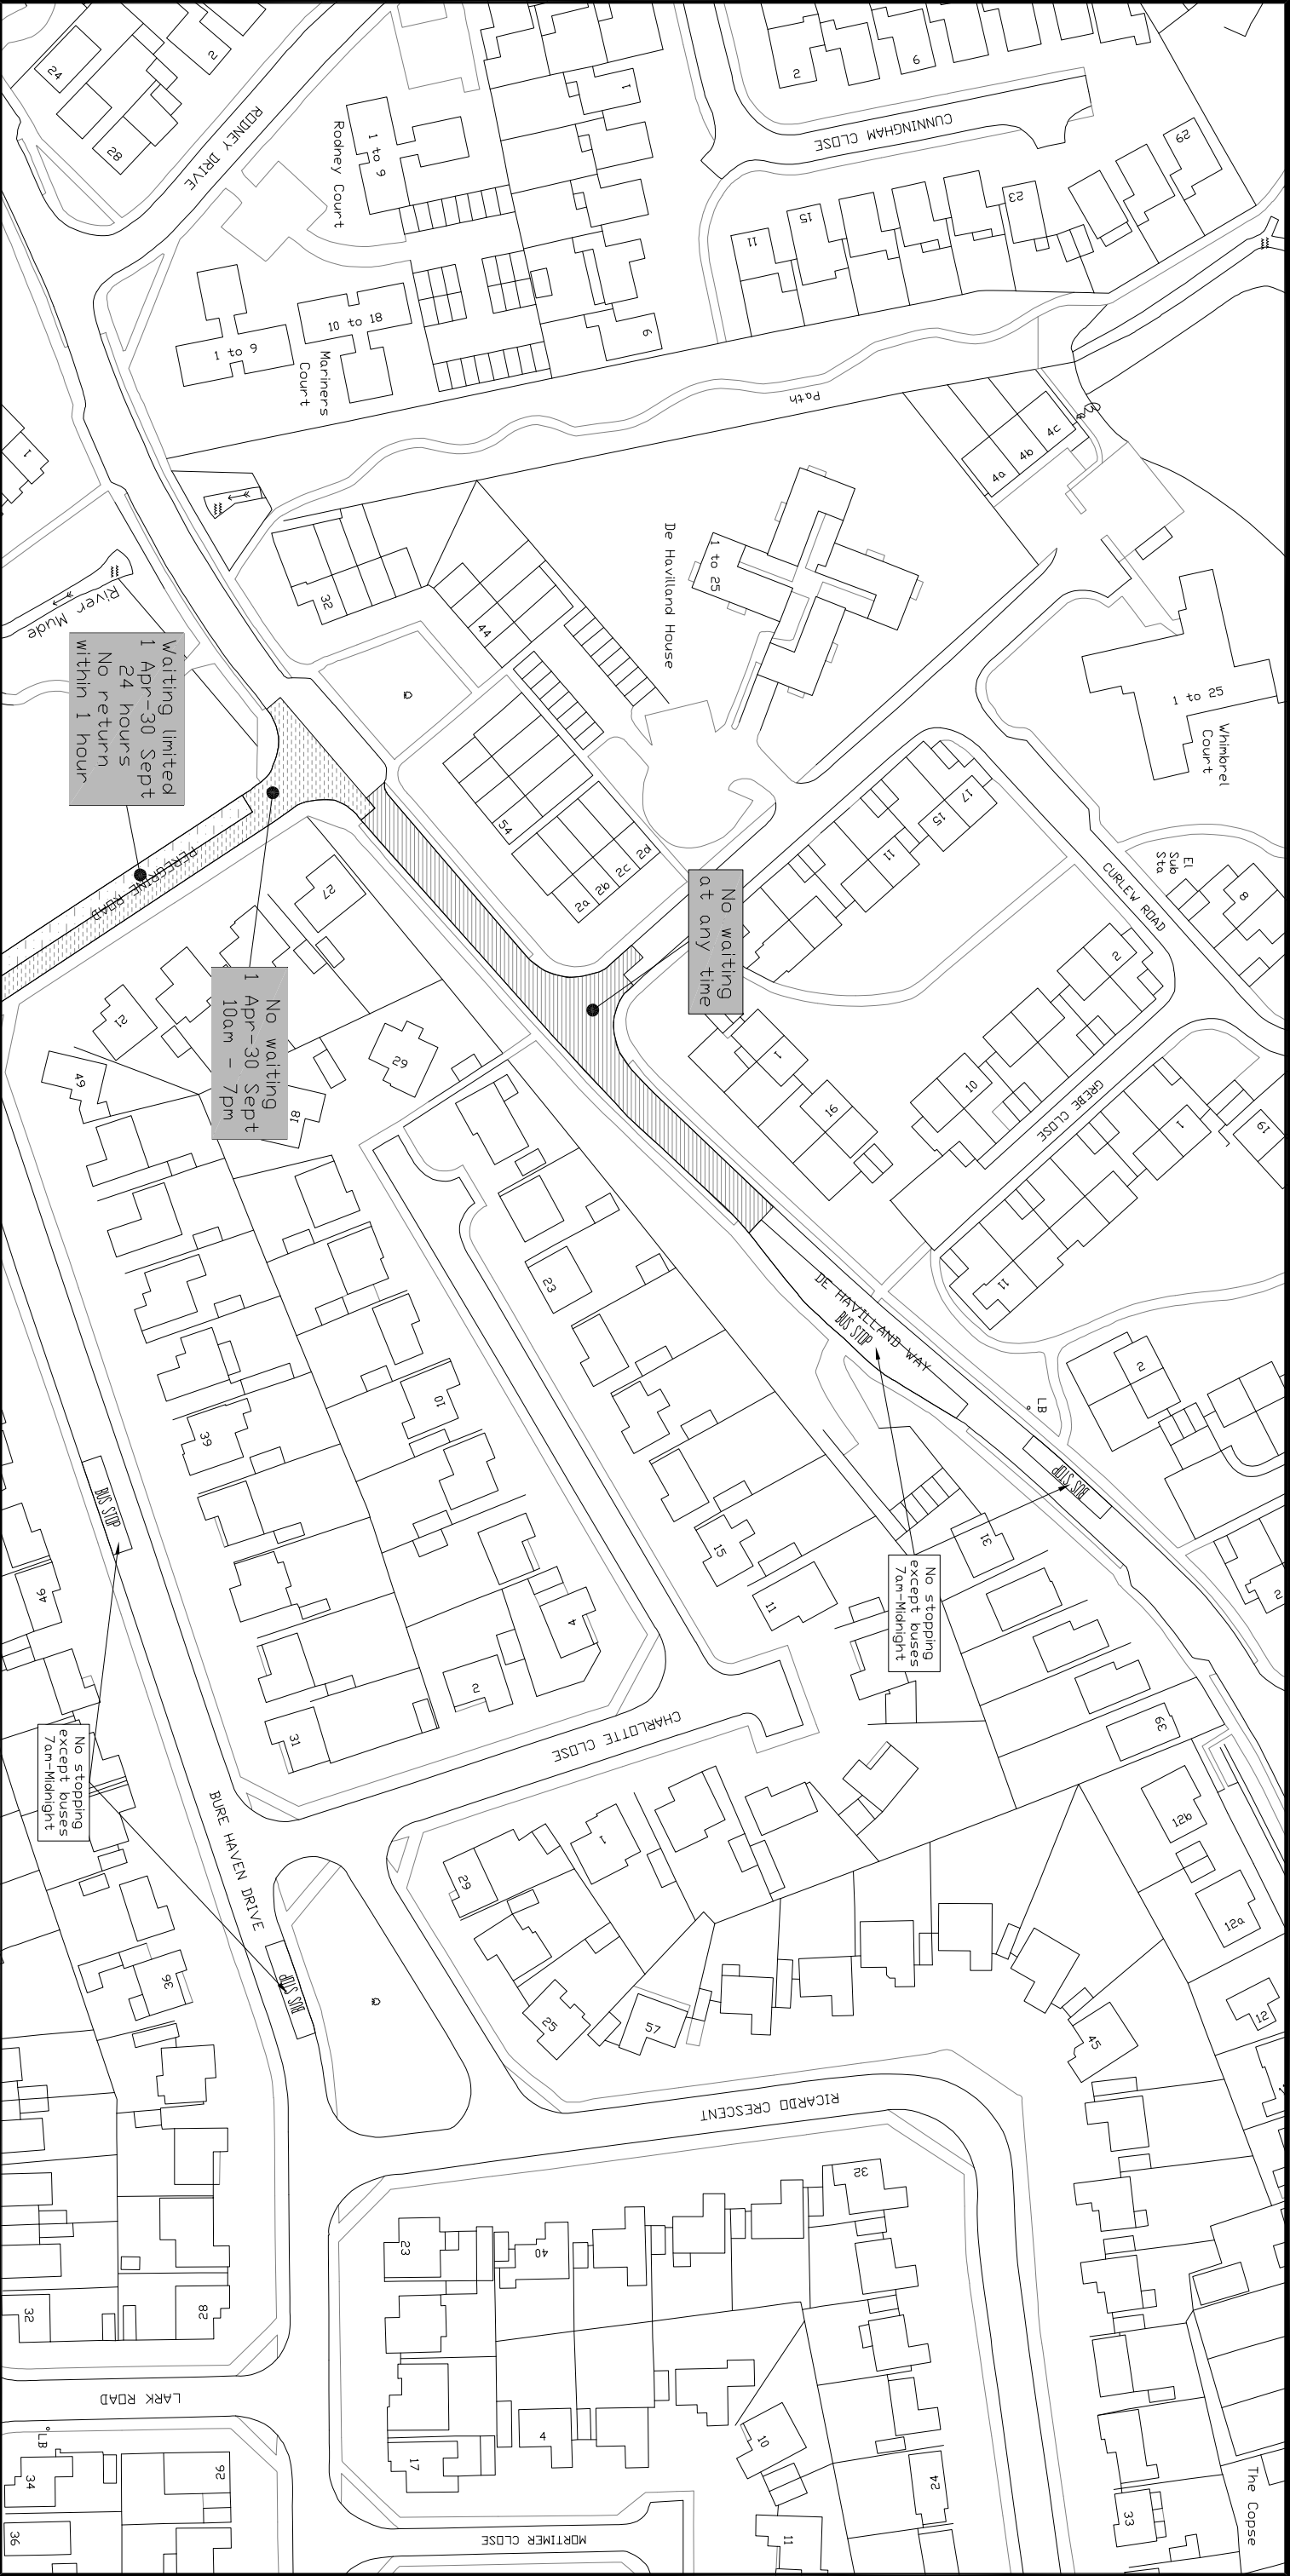 24
2
28
RODNEY DRIVE
1 to 9
Rodney Court
1
2
6
CUNNINGHAM CLOSE
29
23
15
11
6
10 to 18
1 to 9
Mariners
Court
Path
4a
4b
4c
1
32
44
De Havilland House
1 to 25
1 to 25
Whimbrel
Court
River Mude
Waiting limited
1 Apr-30 Sept
24 hours
No return
within 1 hour
54
2a
2b
2c
2d
17
15
11
El
Sub
Sta
8
CURLEW ROAD
2
PEREGRINE ROAD
27
No waiting
at any time
No waiting
1 Apr-30 Sept
10am - 7pm
21
49
29
18
1
16
10
GREBE CLOSE
1
19
11
23
DE HAVILLAND WAY
BUS STOP
2
LB
BUS STOP
39
10
BUS STOP
46
15
11
31
No stopping
except buses
7am-Midnight
2
4
2
31
CHARLOTTE CLOSE
39
No stopping
except buses
7am-Midnight
BURE HAVEN DRIVE
12b
12a
12
1
29
25
57
45
36
BUS STOP
RICARDO CRESCENT
32
23
40
32
28
LARK ROAD
LB
34
36
26
4
17
10
11
24
33
The Copse
MORTIMER CLOSE